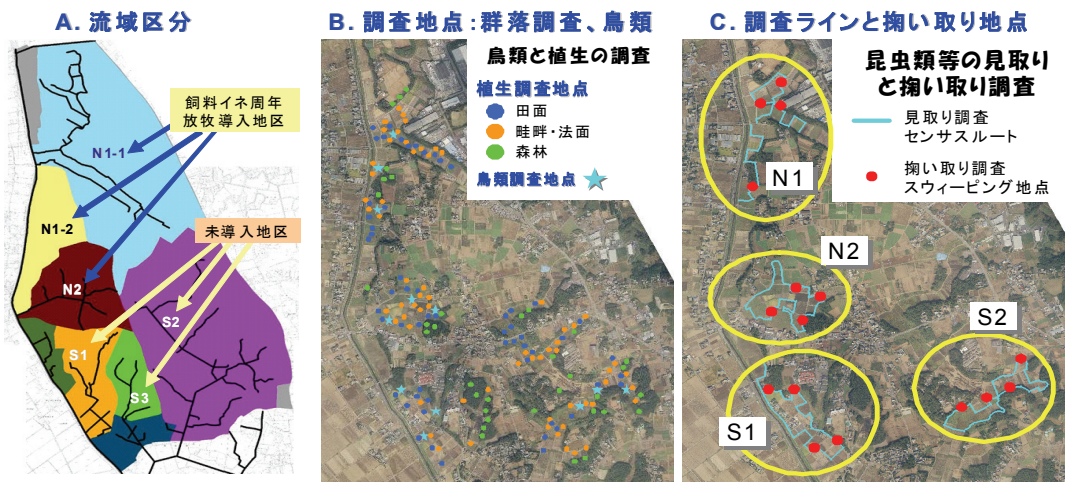 A. 流域区分
飼料イネ周年
放牧導入地区
N1-1
未導入地区
N1-2
N2
S2
S1
S3
B. 調査地点:群落調査、鳥類
鳥類と植生の調査
植生調査地点
田面
畦畔・法面
森林
鳥類調査地点
C. 調査ラインと掬い取り地点
昆虫類等の見取り
と掬い取り調査
見取り調査
センサスルート
掬い取り調査
スウィーピング地点
N1
N2
S2
S1